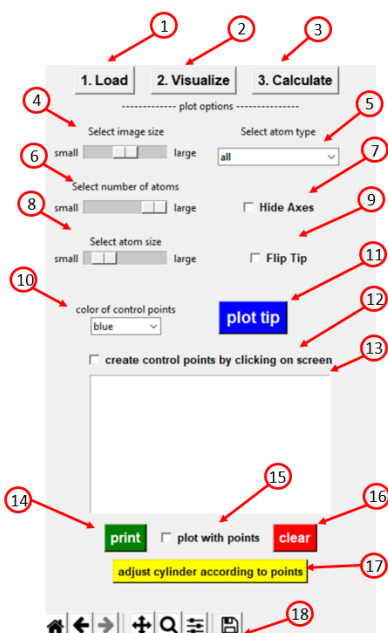 1
2
3
1. Load
2. Visualize
3. Calculate
------------- plot options ---------------
4
5
Select image size
Select atom type
small
large
all
6
7
Select number of atoms
small
large
Hide Axes
8
9
Select atom size
small
large
Flip Tip
10
11
color of control points
blue
plot tip
12
create control points by clicking on screen
13
14
15
16
print
plot with points
clear
adjust cylinder according to points
17
18